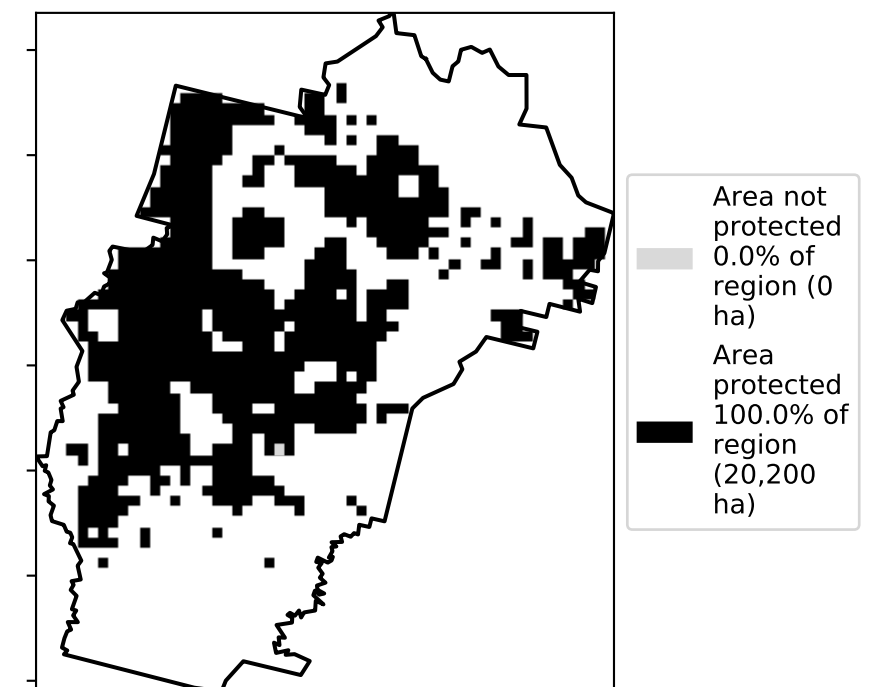 Area not
protected
0.0% of
region (0
ha)
Area
protected
100.0% of
region
(20,200
ha)